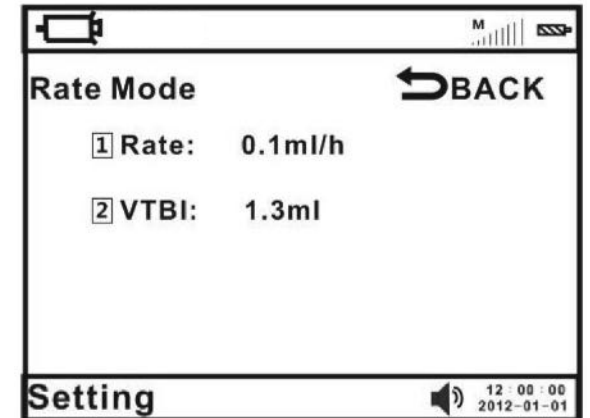 M
Rate Mode BACK
1 Rate: 0.1ml/h
2 VTBI: 1.3ml
Setting
12:00:00
2012-01-01